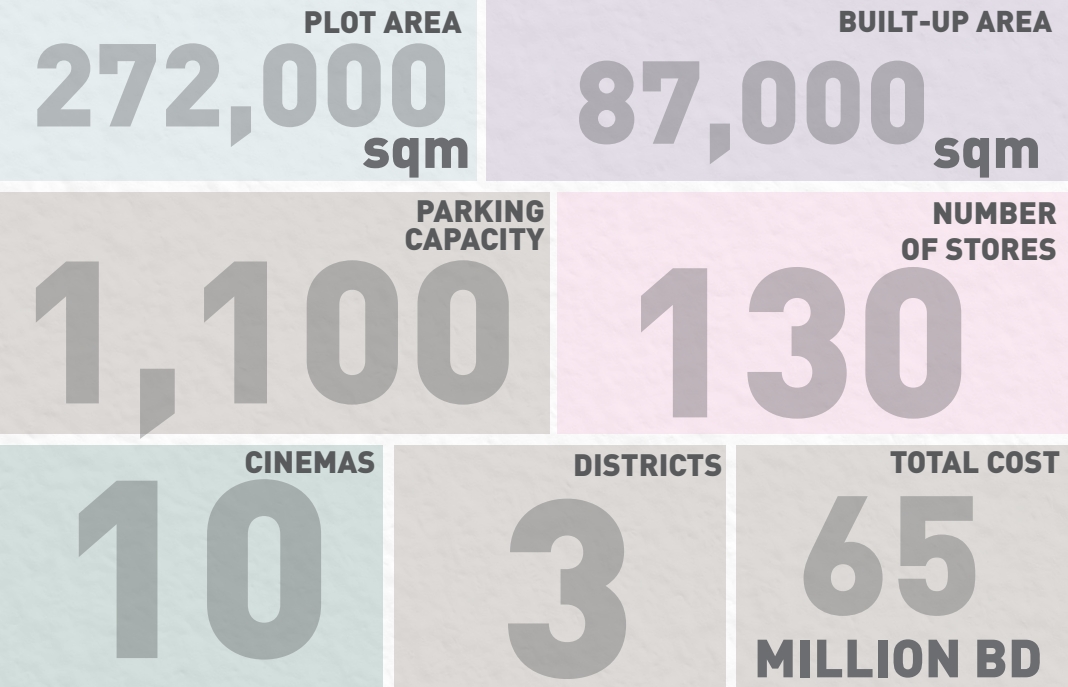 PLOT AREA
272,000
sqm
BUILT-UP AREA
87,000
sqm
PARKING
CAPACITY
1,100
NUMBER
OF STORES
130
CINEMAS
10
DISTRICTS
3
TOTAL COST
65
MILLION BD